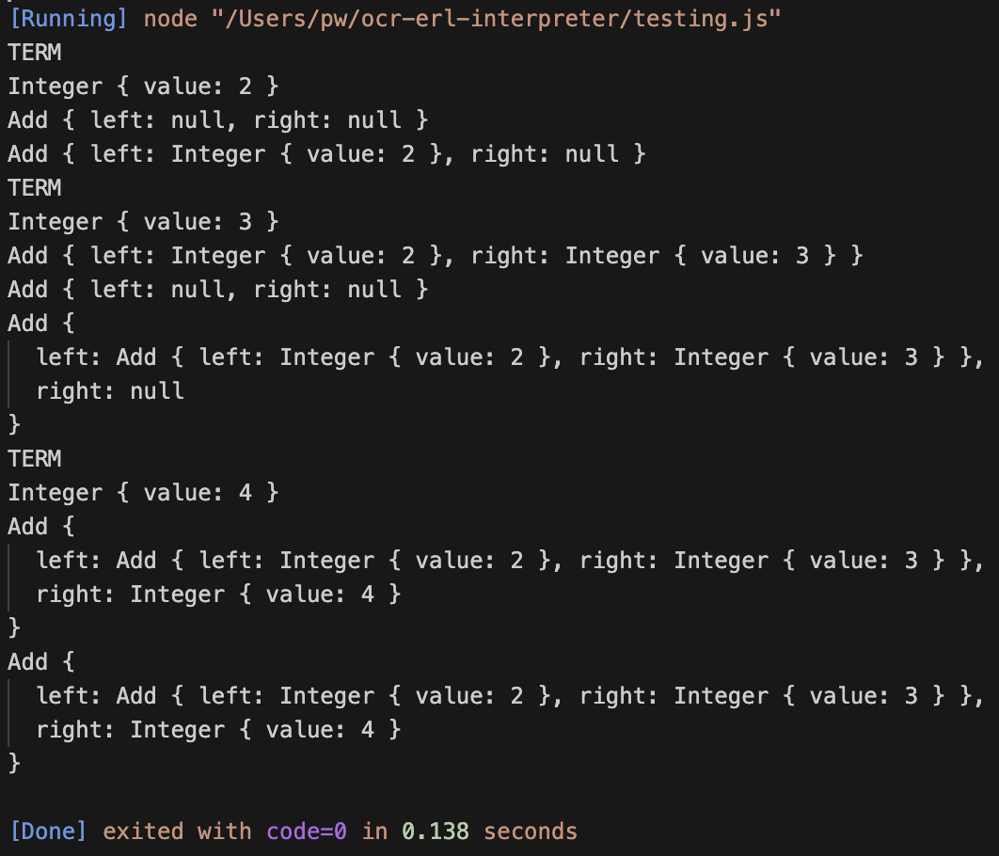 [Running] node "/Users/pw/ocr-erl-interpreter/testing.js"
TERM
Integer { value: 2 }
Add { left: null, right: null }
Add { left: Integer { value: 2 }, right: null }
TERM
Integer { value: 3 }
Add { left: Integer { value: 2 }, right: Integer { value: 3 } }
Add { left: null, right: null }
Add {
  left: Add { left: Integer { value: 2 }, right: Integer { value: 3 } },
  right: null
}
TERM
Integer { value: 4 }
Add {
  left: Add { left: Integer { value: 2 }, right: Integer { value: 3 } },
  right: Integer { value: 4 }
}
Add {
  left: Add { left: Integer { value: 2 }, right: Integer { value: 3 } },
  right: Integer { value: 4 }
}

[Done] exited with code=0 in 0.138 seconds